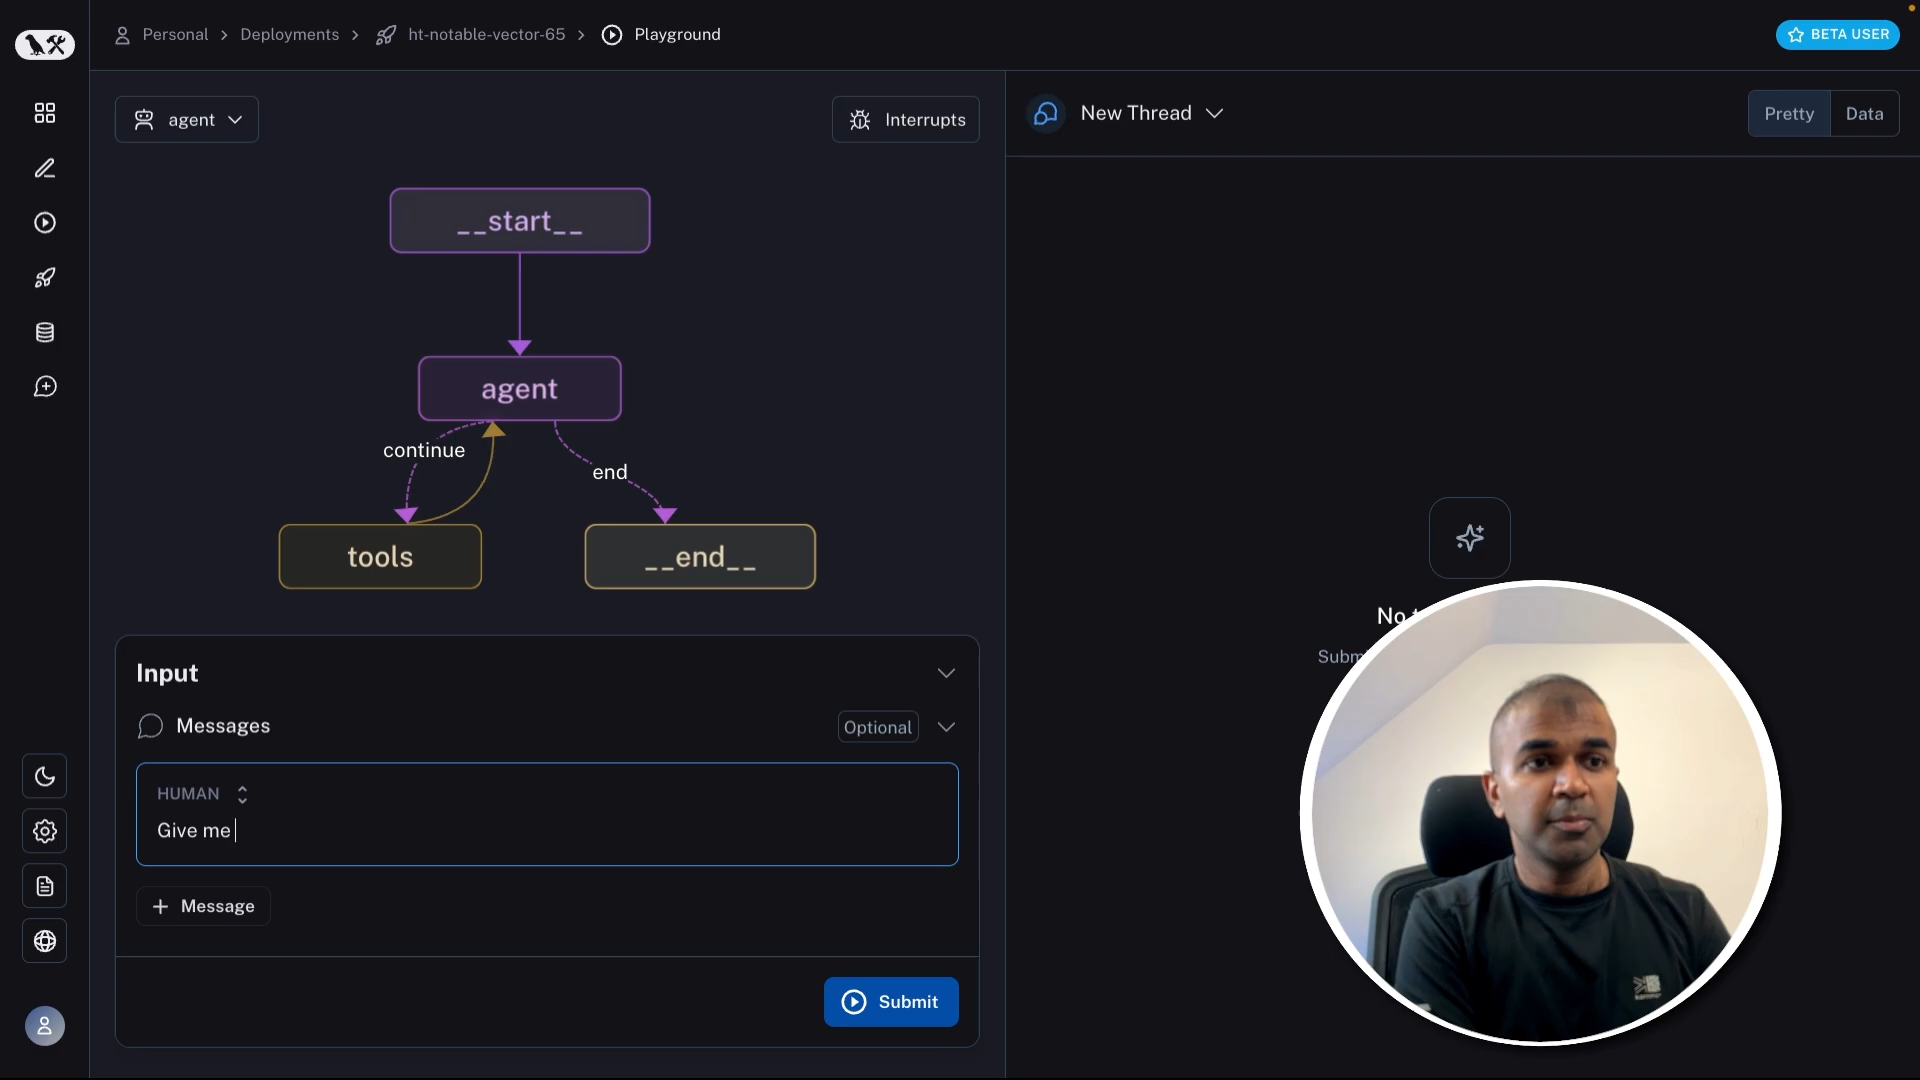 Personal > Deployments > ht-notable-vector-65 > Playground
BETA USER
agent
Interrupts
New Thread
Pretty
Data
__start__
agent
continue
end
tools
__end__
Input
Messages
Optional
HUMAN
Give me
+ Message
Submit
No